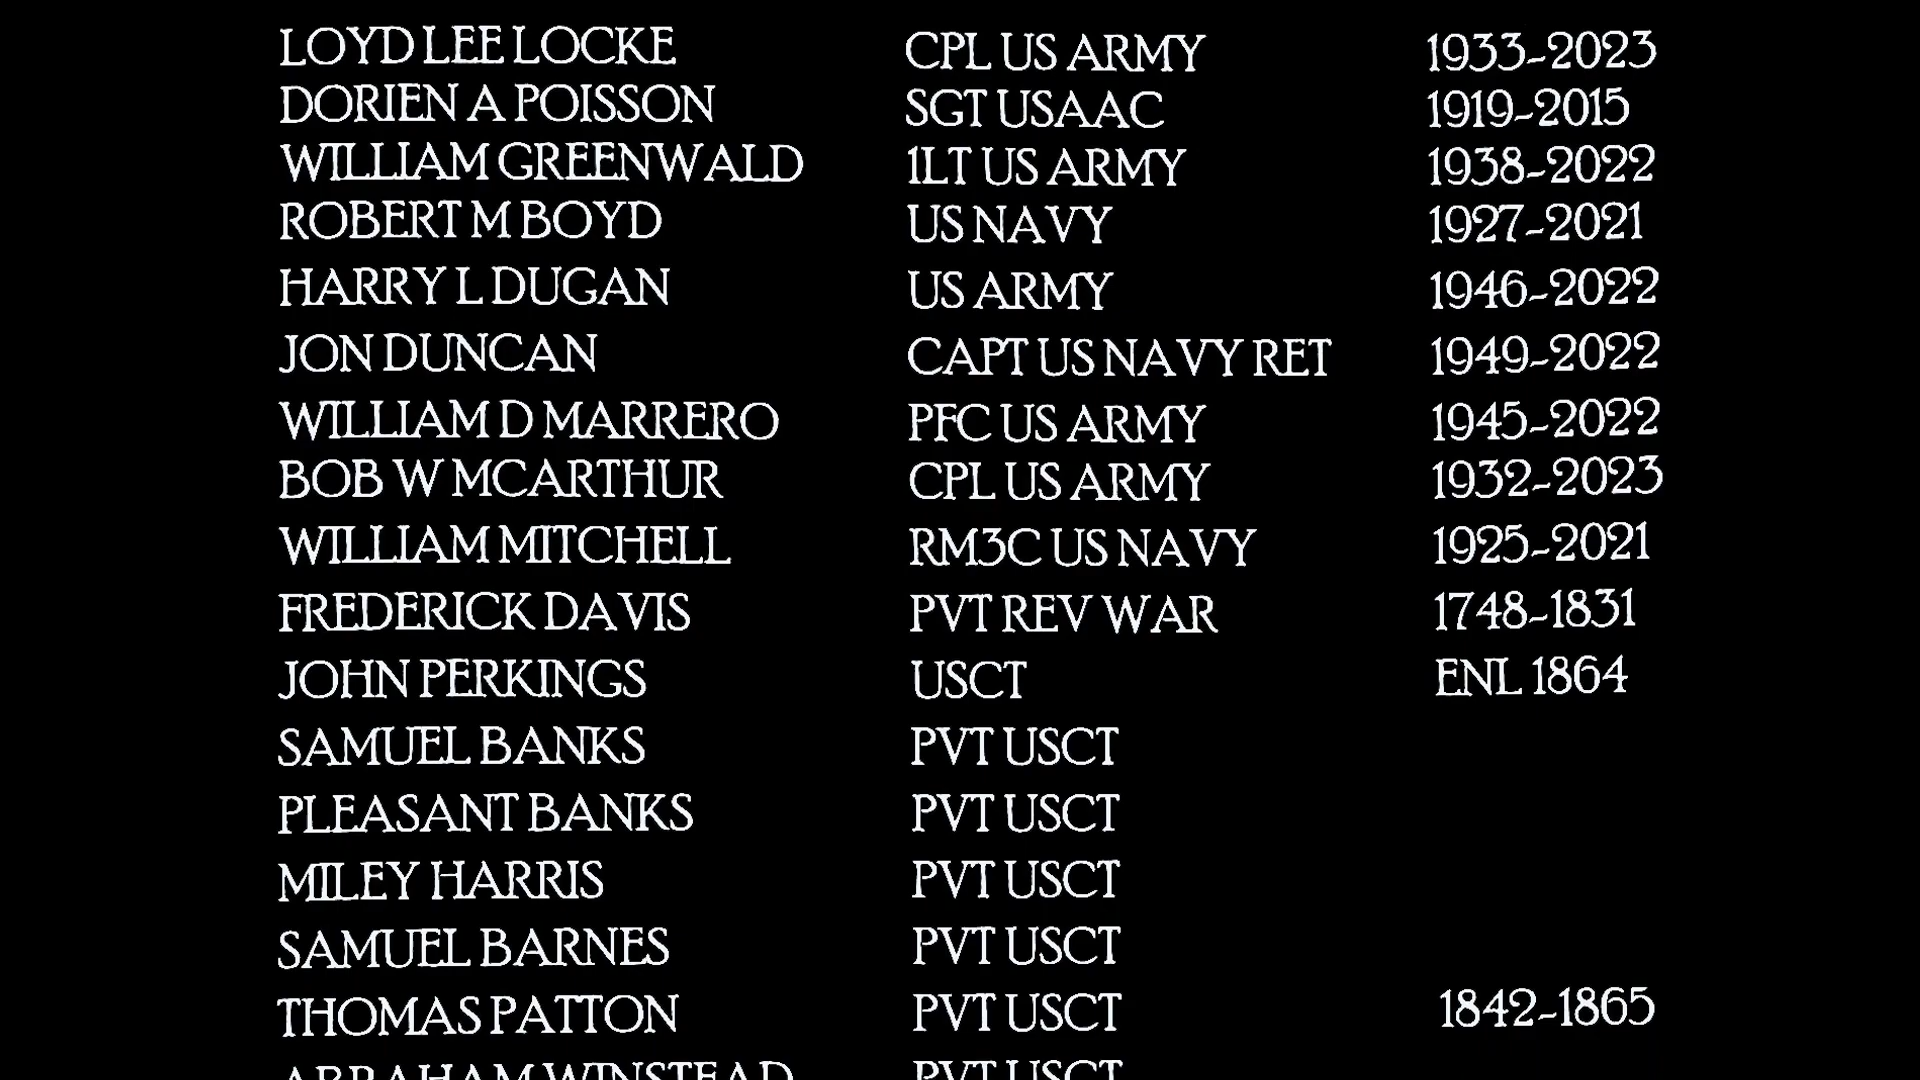 LOYD LEE LOCKE CPL US ARMY 1933-2023
DORIEN A POISSON SGT USAAC 1919-2015
WILLIAM GREENWALD 1LT US ARMY 1938-2022
ROBERT M BOYD US NAVY 1927-2021
HARRY L DUGAN US ARMY 1946-2022
JON DUNCAN CAPT US NAVY RET 1949-2022
WILLIAM D MARRERO PFC US ARMY 1945-2022
BOB W MCARTHUR CPL US ARMY 1932-2023
WILLIAM MITCHELL RM3C US NAVY 1925-2021
FREDERICK DAVIS PVT REV WAR 1748-1831
JOHN PERKINGS USCT ENL 1864
SAMUEL BANKS PVT USCT
PLEASANT BANKS PVT USCT
MILEY HARRIS PVT USCT
SAMUEL BARNES PVT USCT
THOMAS PATTON PVT USCT 1842-1865
ABRAHAM WINSTEAD PVT USCT